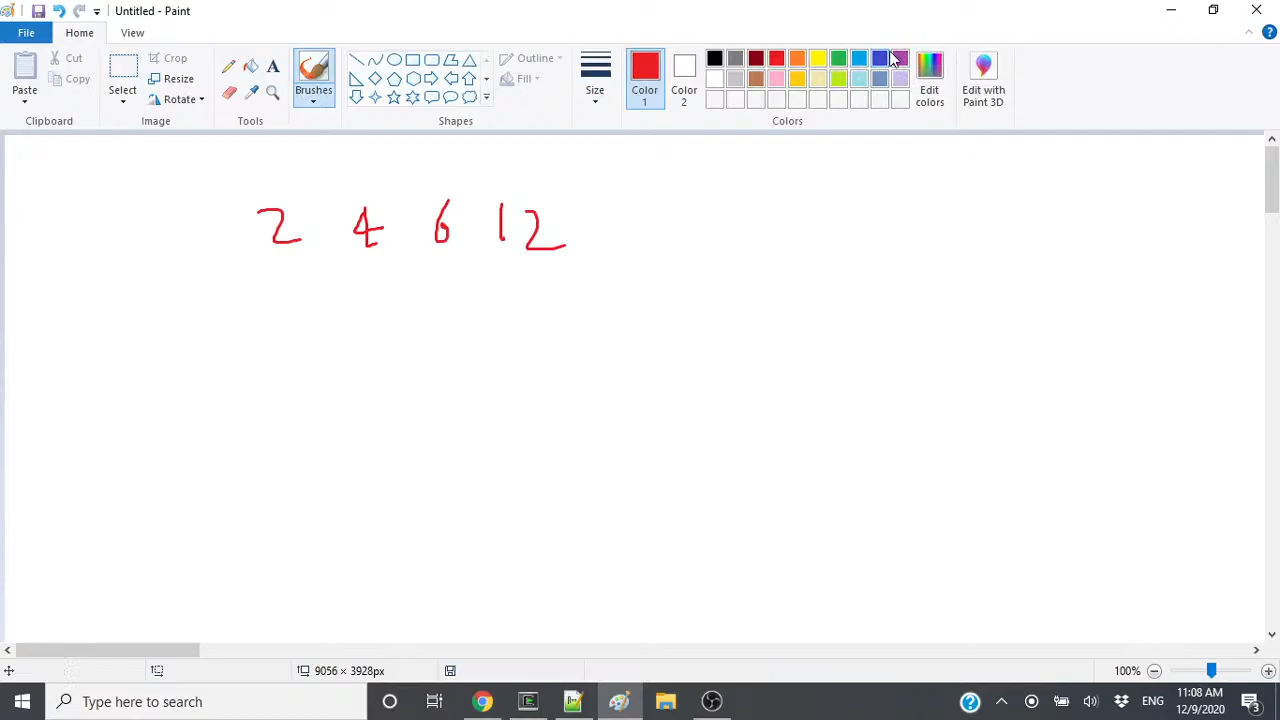 Untitled - Paint
File Home View
Paste Cut Copy Clipboard
Select Crop Resize Rotate Image
Tools
Brushes
Outline Fill Shapes
Size
Color 1 Color 2 Colors
Edit colors
Edit with Paint 3D
2 4 6 12
9056 × 3928px 100%
Type here to search ENG 11:08 AM 12/9/2020 3